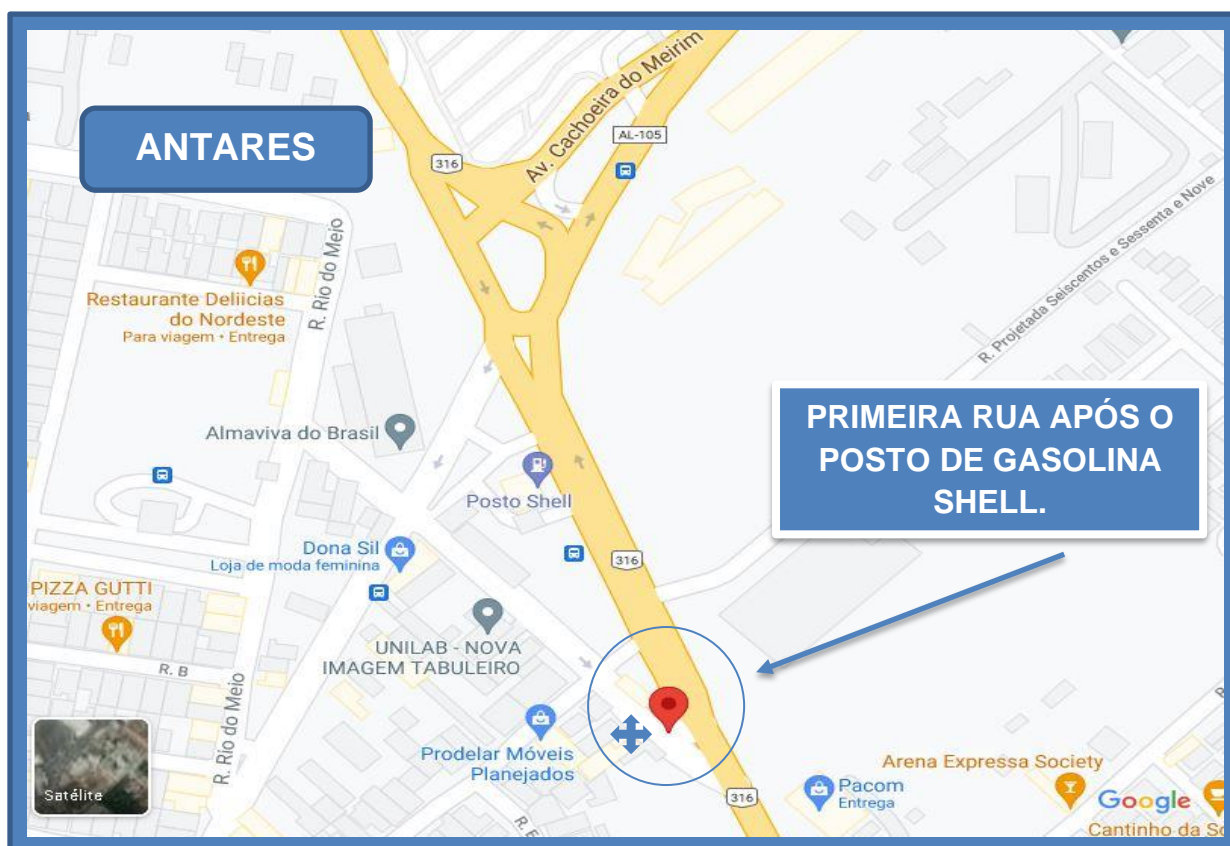 ANTARES
316
Av. Cachoeira do Meirim
AL-105
R. Rio do Meio
Restaurante Deliicias
do Nordeste
Para viagem • Entrega
R. Projetada Seiscentos e Sessenta e Nove
PRIMEIRA RUA APÓS O
POSTO DE GASOLINA
SHELL.
Almaviva do Brasil
Posto Shell
Dona Sil
Loja de moda feminina
316
PIZZA GUTTI
viagem • Entrega
UNILAB - NOVA
IMAGEM TABULEIRO
R. B
R. Rio do Meio
Prodelar Móveis
Planejados
Satélite
316
Pacom
Entrega
Arena Expressa Society
Google
Cantinho da So